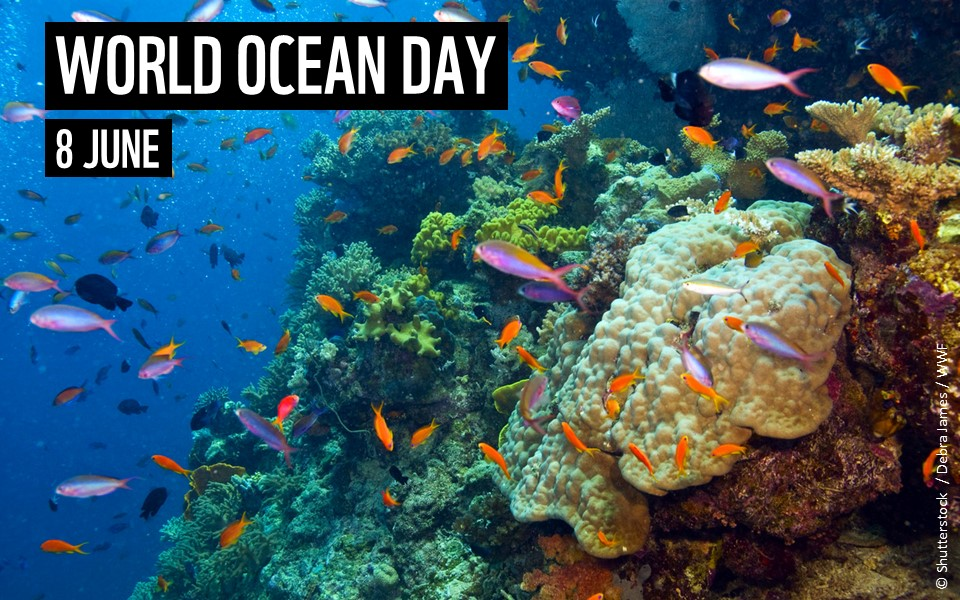 WORLD OCEAN DAY
8 JUNE
© Shutterstock / Debra James / WWF